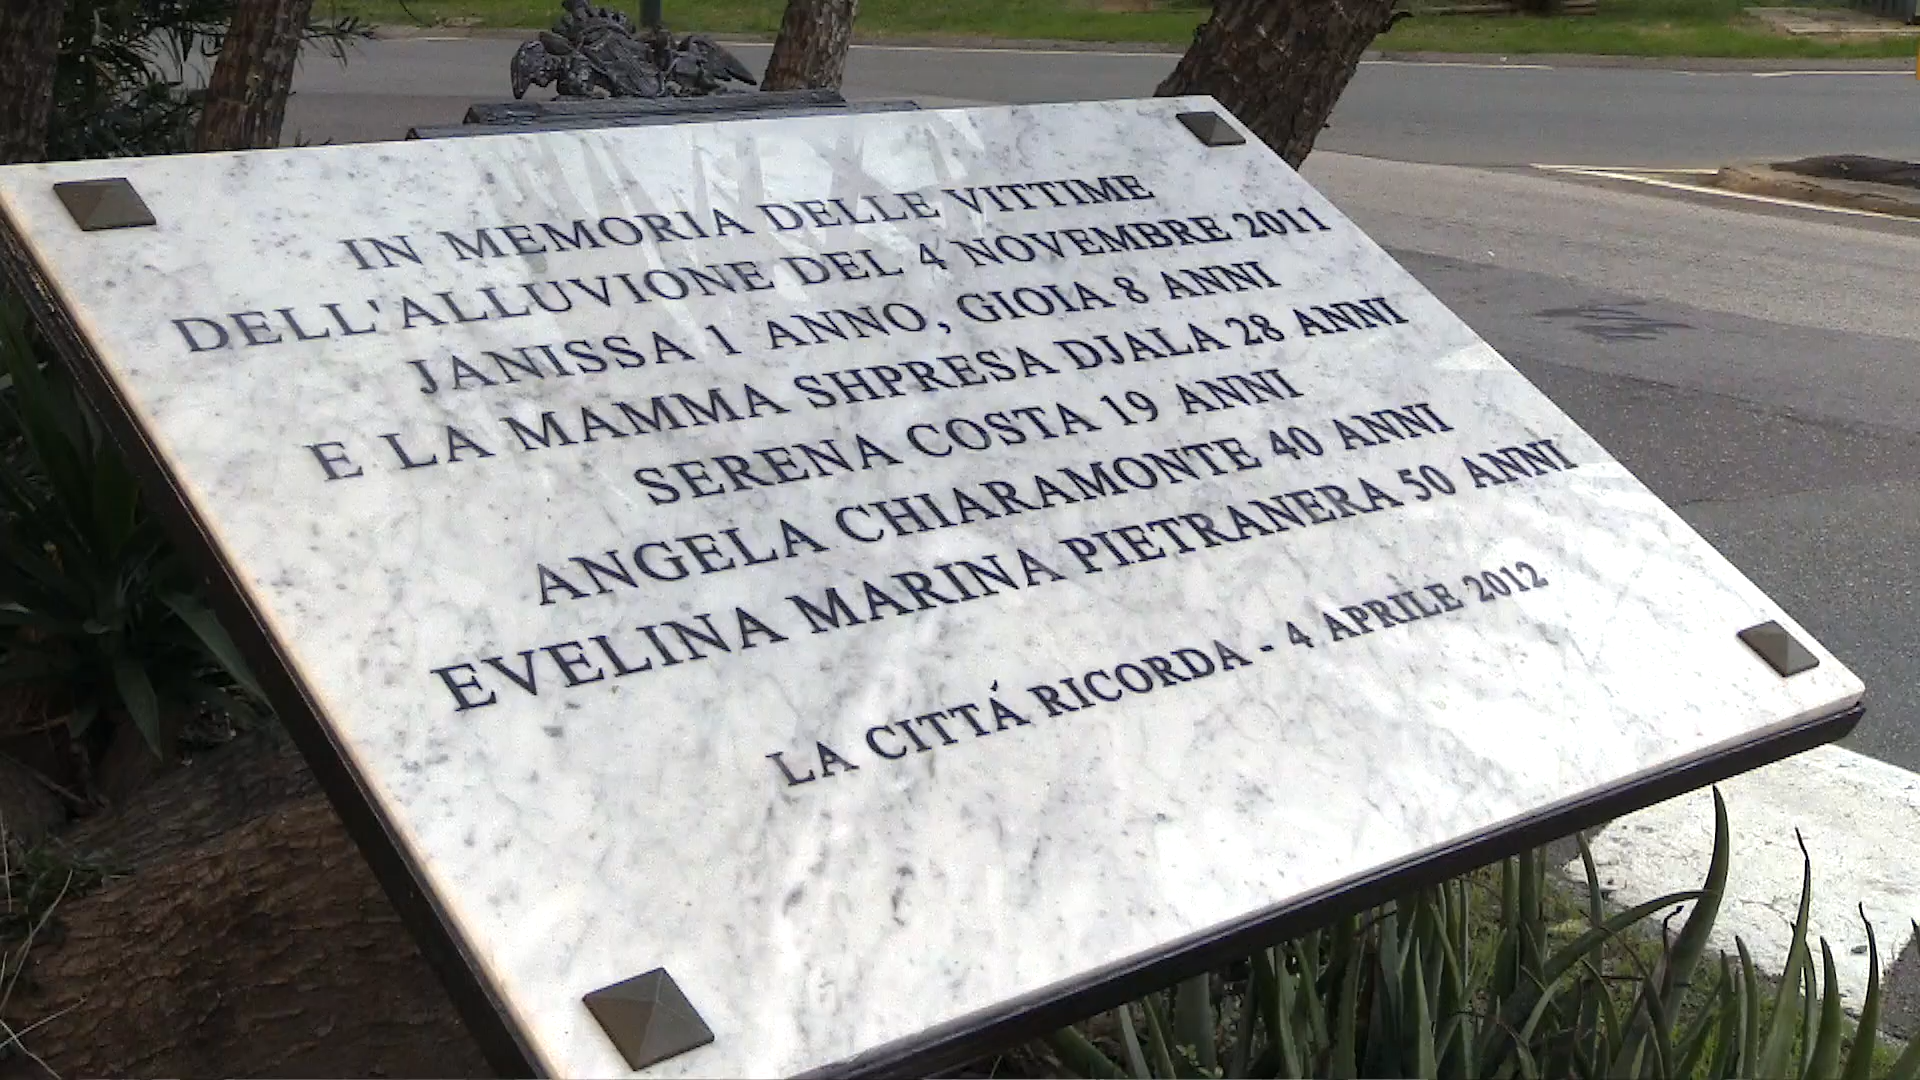 IN MEMORIA DELLE VITTIME
DELL'ALLUVIONE DEL 4 NOVEMBRE 2011
JANISSA 1 ANNO, GIOIA 8 ANNI
E LA MAMMA SHPRESA DJALA 28 ANNI
SERENA COSTA 19 ANNI
ANGELA CHIARAMONTE 40 ANNI
EVELINA MARINA PIETRANERA 50 ANNI
LA CITTÁ RICORDA - 4 APRILE 2012